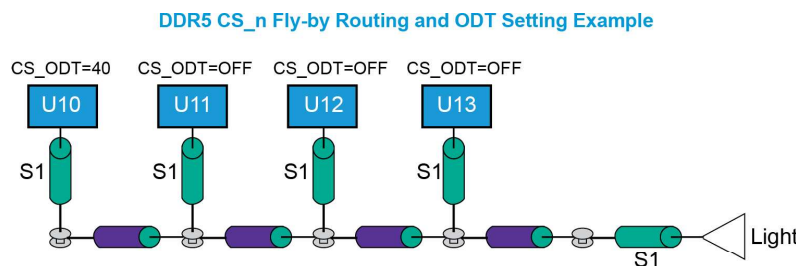 DDR5 CS_n Fly-by Routing and ODT Setting Example
CS_ODT=40 CS_ODT=OFF CS_ODT=OFF CS_ODT=OFF
U10 U11 U12 U13
S1 S1 S1 S1
Light
S1